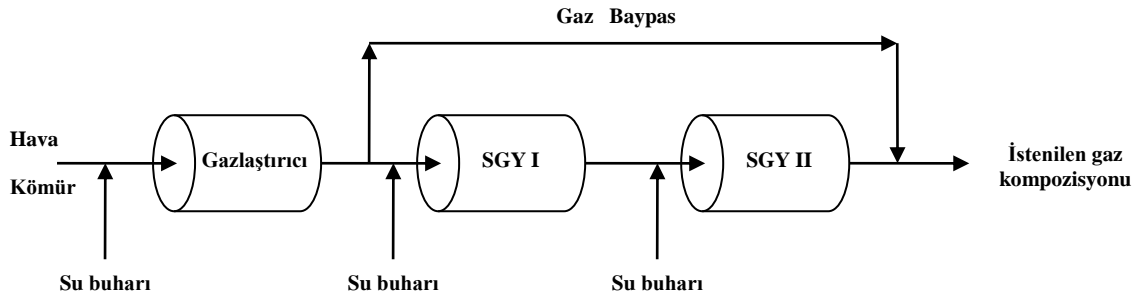 Gaz Baypas
Hava
Kömür
Gazlaştırıcı
SGY I
SGY II
İstenilen gaz
kompozisyonu
Su buharı
Su buharı
Su buharı